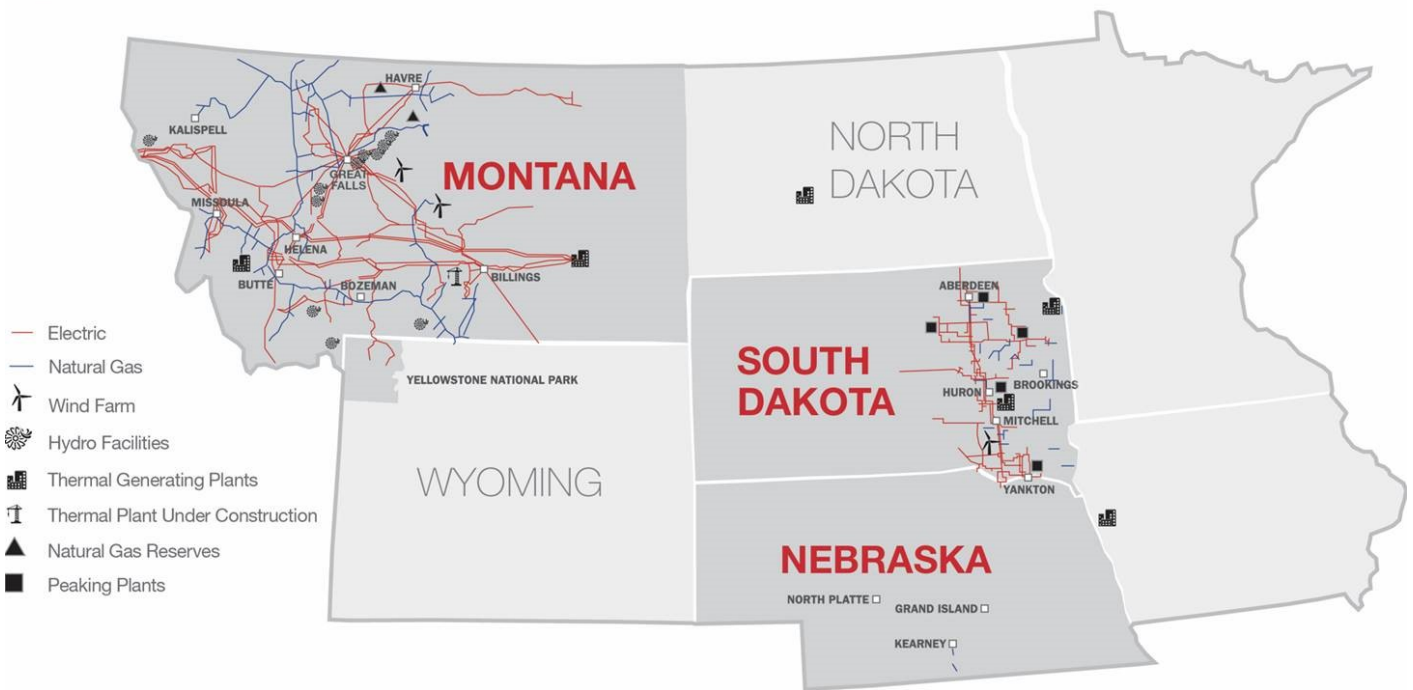 HAVRE
KALISPELL
GREAT
FALLS
MONTANA
MISSOULA
HELENA
BUTTE
BOZEMAN
BILLINGS
NORTH
DAKOTA
Electric
Natural Gas
Wind Farm
Hydro Facilities
Thermal Generating Plants
Thermal Plant Under Construction
Natural Gas Reserves
Peaking Plants
YELLOWSTONE NATIONAL PARK
WYOMING
SOUTH
DAKOTA
ABERDEEN
BROOKINGS
HURON
MITCHELL
YANKTON
NEBRASKA
NORTH PLATTE
GRAND ISLAND
KEARNEY